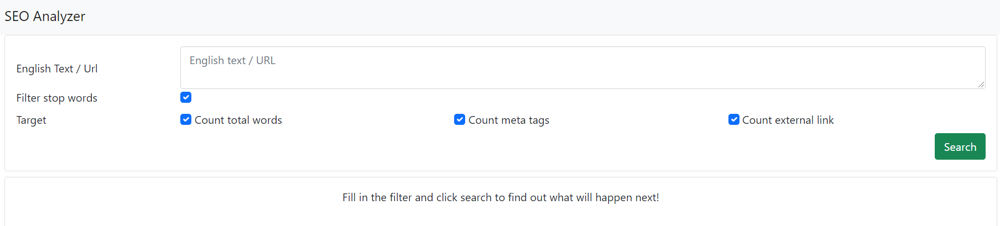 SEO Analyzer
English Text / Url
English text / URL
Filter stop words
Target
Count total words
Count meta tags
Count external link
Search
Fill in the filter and click search to find out what will happen next!